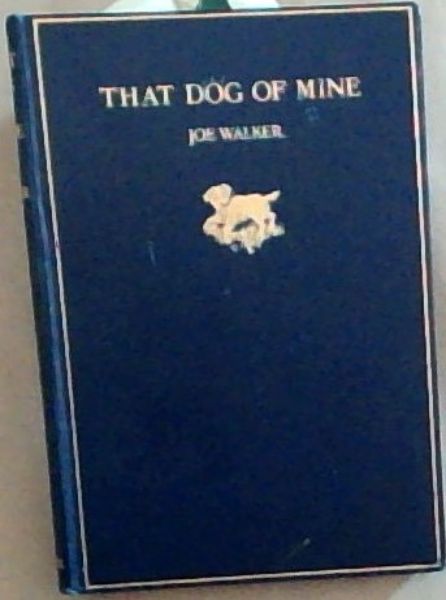 THAT DOG OF MINE
JOE WALKER